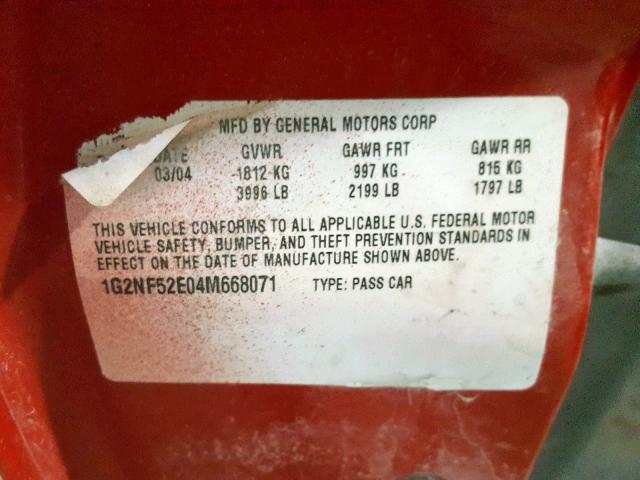 MFD BY GENERAL MOTORS CORP
DATE GVWR GAWR FRT GAWR RR
03/04 1812 KG 997 KG 815 KG
3996 LB 2199 LB 1797 LB
THIS VEHICLE CONFORMS TO ALL APPLICABLE U.S. FEDERAL MOTOR
VEHICLE SAFETY, BUMPER, AND THEFT PREVENTION STANDARDS IN
EFFECT ON THE DATE OF MANUFACTURE SHOWN ABOVE.
1G2NF52E04M668071 TYPE: PASS CAR